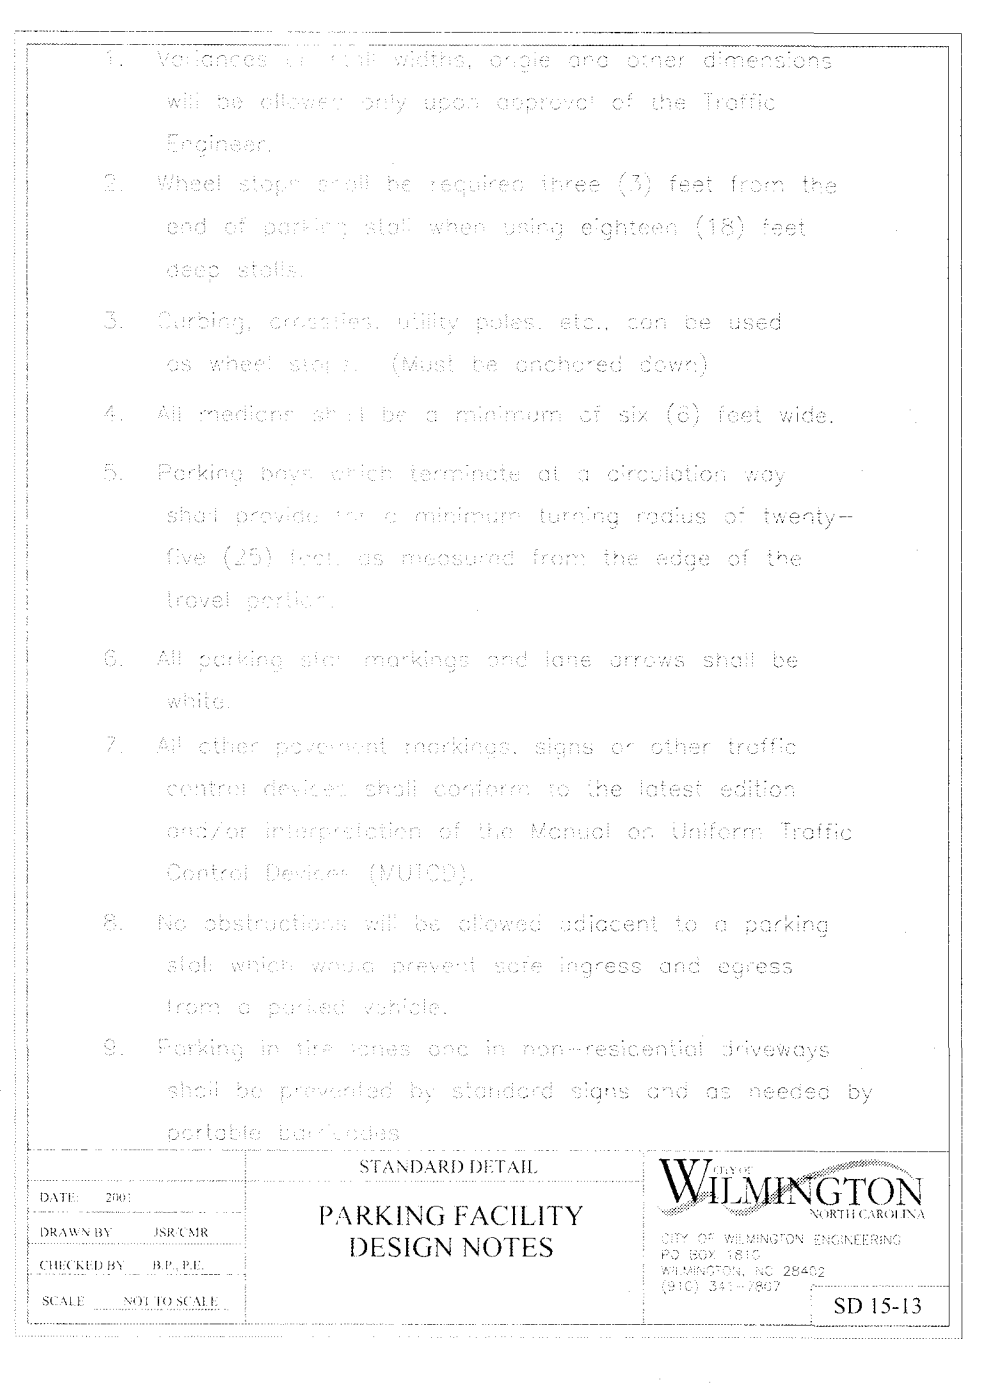 1. Variances in stall widths, angle and other dimensions
will be allowed only upon approval of the Traffic
Engineer.
2. Wheel stops shall be required three (3) feet from the
end of parking stall when using eighteen (18) feet
deep stalls.
3. Curbing, crossties, utility poles, etc., can be used
as wheel stops. (Must be anchored down)
4. All medians shall be a minimum of six (6) feet wide.
5. Parking bays which terminate at a circulation way
shall provide for a minimum turning radius of twenty-
five (25) feet, as measured from the edge of the
travel portion.
6. All parking stall markings and lane arrows shall be
white.
7. All other pavement markings, signs or other traffic
control devices shall conform to the latest edition
and/or interpretation of the Manual on Uniform Traffic
Control Devices (MUTCD).
8. No obstructions will be allowed adjacent to a parking
stall which would prevent safe ingress and egress
from a parked vehicle.
9. Parking in fire lanes and in non-residential driveways
shall be prevented by standard signs and as needed by
portable barricades
STANDARD DETAIL
PARKING FACILITY
DESIGN NOTES
DATE: 2001
DRAWN BY JSR/CMR
CHECKED BY B.P., P.E.
SCALE NOT TO SCALE
CITY OF
WILMINGTON
NORTH CAROLINA
CITY OF WILMINGTON ENGINEERING
PO BOX 1810
WILMINGTON, NC 28402
(910) 341-7807
SD 15-13